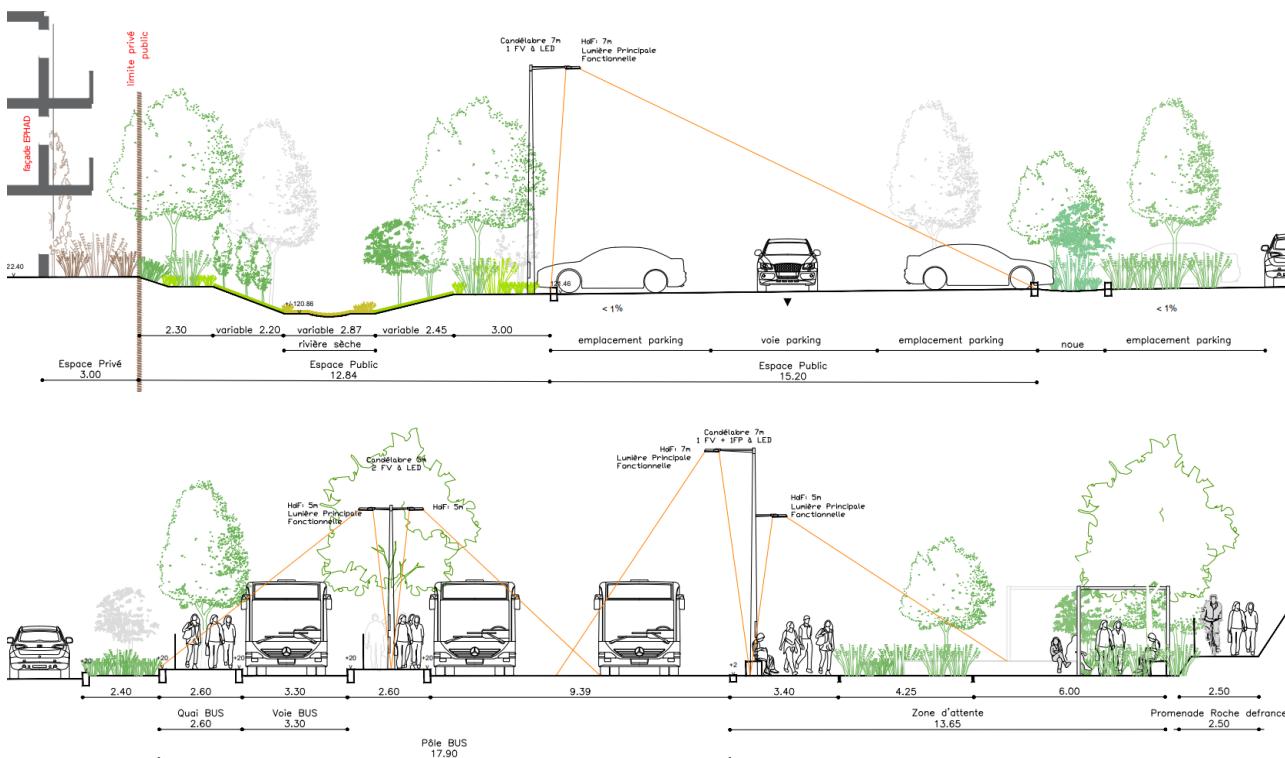 limite privé
public
façade EPHAD
Candélabre 7m
1 FV à LED
HdF: 7m
Lumière Principale
Fonctionnelle
22.40
+/-120.86
121.46
< 1%
< 1%
2.30
variable 2.20
variable 2.87
variable 2.45
3.00
rivière sèche
emplacement parking
voie parking
emplacement parking
noue
emplacement parking
Espace Privé
3.00
Espace Public
12.84
Espace Public
15.20
Candélabre 7m
1 FV + 1FP à LED
HdF: 7m
Lumière Principale
Fonctionnelle
2 FV à LED
HdF: 5m
Lumière Principale
Fonctionnelle
HdF: 5m
HdF: 5m
Lumière Principale
Fonctionnelle
+20
+20
+20
+20
+20
+2
2.40
2.60
3.30
2.60
9.39
3.40
4.25
6.00
2.50
Quai BUS
2.60
Voie BUS
3.30
Zone d'attente
13.65
Promenade Roche defrance
2.50
Pôle BUS
17.90